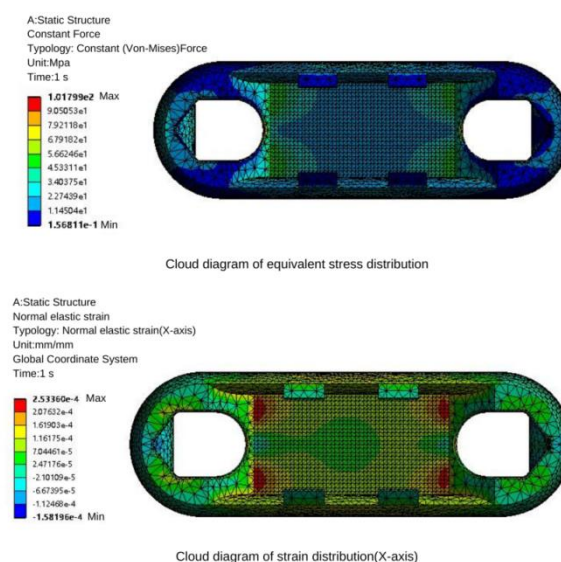 A:Static Structure
Constant Force
Typology: Constant (Von-Mises)Force
Unit:Mpa
Time:1 s
1.01799e2 Max
9.05053e1
7.92118e1
6.79182e1
5.66246e1
4.53311e1
3.40375e1
2.27439e1
1.14504e1
1.56811e-1 Min
Cloud diagram of equivalent stress distribution
A:Static Structure
Normal elastic strain
Typology: Normal elastic strain(X-axis)
Unit:mm/mm
Global Coordinate System
Time:1 s
2.53360e-4 Max
2.07632e-4
1.61903e-4
1.16175e-4
7.04461e-5
2.47176e-5
-2.10109e-5
-6.67395e-5
-1.12468e-4
-1.58196e-4 Min
Cloud diagram of strain distribution(X-axis)